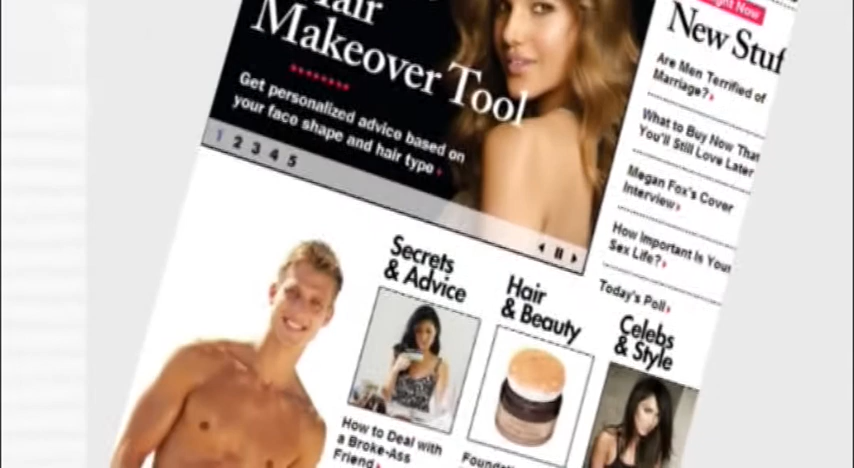 Hair
Makeover Tool
Get personalized advice based on
your face shape and hair type
1 2 3 4 5
Right Now
New Stuf
Are Men Terrified of
Marriage?
What to Buy Now That
You'll Still Love Later
Megan Fox's Cover
Interview
How Important Is Your
Sex Life?
Today's Poll
Secrets
& Advice
How to Deal with
a Broke-Ass
Friend
Hair
& Beauty
Celebs
& Style